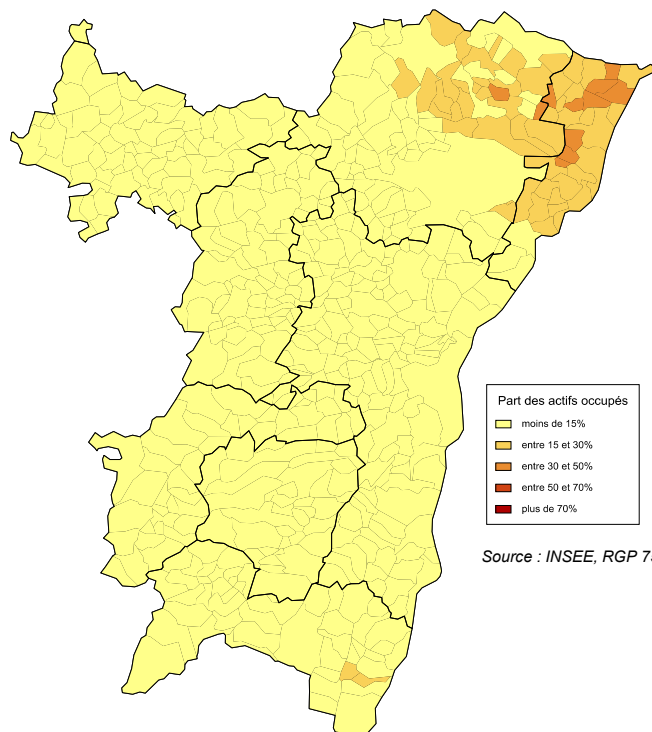 Part des actifs occupés
moins de 15%
entre 15 et 30%
entre 30 et 50%
entre 50 et 70%
plus de 70%
Source : INSEE, RGP